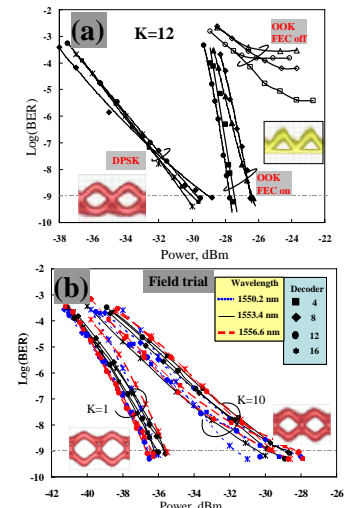 (a)
K=12
OOK
FEC off
DPSK
OOK
FEC on
Log(BER)
-2
-3
-4
-5
-6
-7
-8
-9
-10
-38 -36 -34 -32 -30 -28 -26 -24 -22
Power, dBm
(b)
Field trial
Wavelength
1550.2 nm
1553.4 nm
1556.6 nm
Decoder
4
8
12
16
K=1
K=10
Log(BER)
-2
-3
-4
-5
-6
-7
-8
-9
-10
-42 -40 -38 -36 -34 -32 -30 -28 -26
Power, dBm